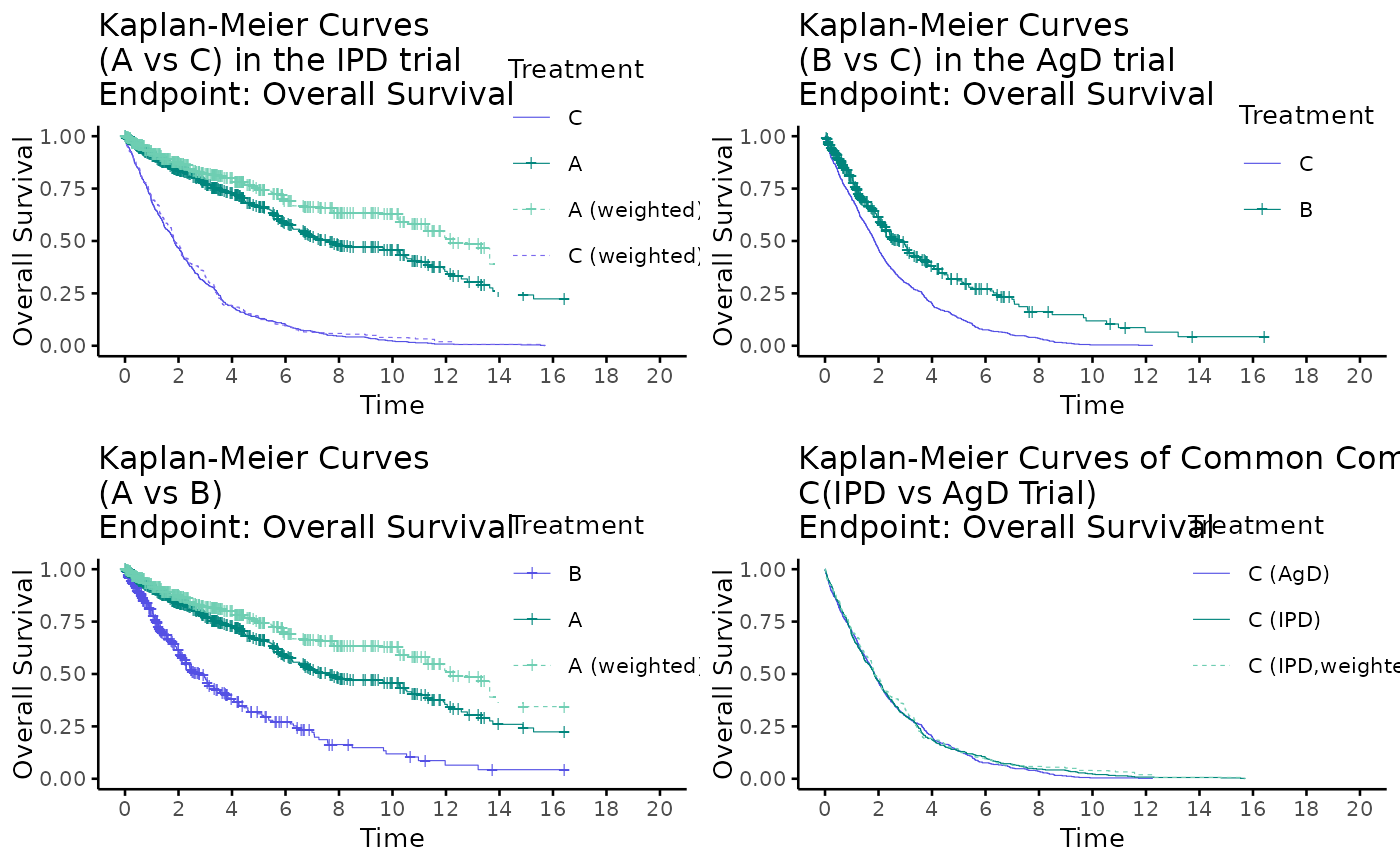 Kaplan-Meier Curves
(A vs C) in the IPD trial
Endpoint: Overall Survival
Treatment
C
A
A (weighted)
C (weighted)
Overall Survival
1.00
0.75
0.50
0.25
0.00
0 2 4 6 8 10 12 14 16 18 20
Time
Kaplan-Meier Curves
(B vs C) in the AgD trial
Endpoint: Overall Survival
Treatment
C
B
Overall Survival
1.00
0.75
0.50
0.25
0.00
0 2 4 6 8 10 12 14 16 18 20
Time
Kaplan-Meier Curves
(A vs B)
Endpoint: Overall Survival
Treatment
B
A
A (weighted)
Overall Survival
1.00
0.75
0.50
0.25
0.00
0 2 4 6 8 10 12 14 16 18 20
Time
Kaplan-Meier Curves of Common Com
C(IPD vs AgD Trial)
Endpoint: Overall Survival
Treatment
C (AgD)
C (IPD)
C (IPD,weighte
Overall Survival
1.00
0.75
0.50
0.25
0.00
0 2 4 6 8 10 12 14 16 18 20
Time